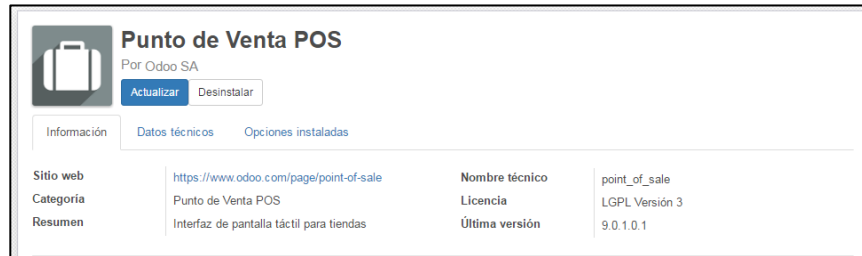 Punto de Venta POS
Por Odoo SA
Actualizar Desinstalar
Información Datos técnicos Opciones instaladas
Sitio web https://www.odoo.com/page/point-of-sale Nombre técnico point_of_sale
Categoría Punto de Venta POS Licencia LGPL Versión 3
Resumen Interfaz de pantalla táctil para tiendas Última versión 9.0.1.0.1